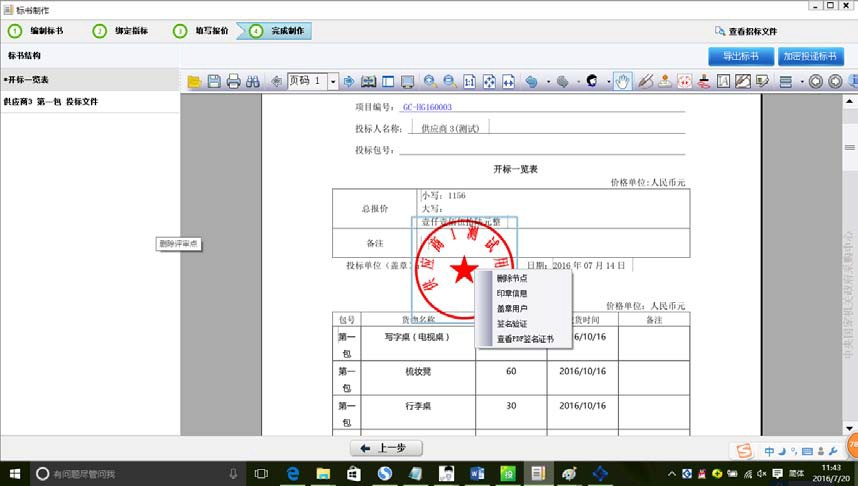 标书制作
1 编制标书 2 绑定指标 3 填写报价 4 完成制作
查看招标文件
标书结构
导出标书 加密投递标书
*开标一览表
页码 1
供应商3 第一包 投标文件
项目编号: GC-HG160003
投标人名称: 供应商3(测试)
投标包号:
开标一览表
价格单位:人民币元
总报价
小写: 1156
大写:
壹仟壹佰伍拾陆元整
备注
删除评审点
投标单位(盖章):
日期: 2016 年 07 月 14 日
供应商1测试用
删除节点
印章信息
盖章用户
签名验证
查看PDF签名证书
价格单位: 人民币元
包号 货物名称 货时间 备注
第一包 写字桌(电视桌) 6/10/16
第一包 梳妆凳 60 2016/10/16
第一包 行李桌 30 2016/10/16
中央国家机关政府采购中心
上一步
中
78
有问题尽管问我
简体
11:43
2016/7/20